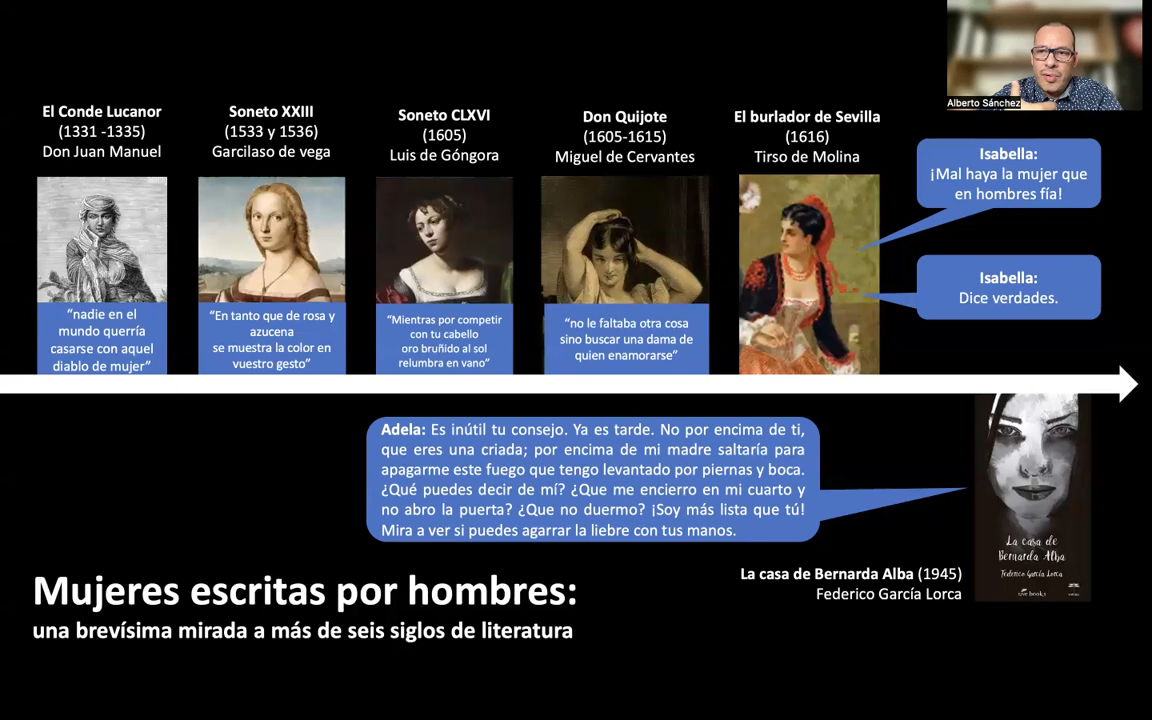 Alberto Sánchez
El Conde Lucanor
(1331 -1335)
Don Juan Manuel
“nadie en el
mundo querría
casarse con aquel
diablo de mujer”
Soneto XXIII
(1533 y 1536)
Garcilaso de vega
“En tanto que de rosa y
azucena
se muestra la color en
vuestro gesto”
Soneto CLXVI
(1605)
Luis de Góngora
“Mientras por competir
con tu cabello
oro bruñido al sol
relumbra en vano”
Don Quijote
(1605-1615)
Miguel de Cervantes
“no le faltaba otra cosa
sino buscar una dama de
quien enamorarse”
El burlador de Sevilla
(1616)
Tirso de Molina
Isabella:
¡Mal haya la mujer que
en hombres fía!
Isabella:
Dice verdades.
Adela: Es inútil tu consejo. Ya es tarde. No por encima de ti,
que eres una criada; por encima de mi madre saltaría para
apagarme este fuego que tengo levantado por piernas y boca.
¿Qué puedes decir de mí? ¿Que me encierro en mi cuarto y
no abro la puerta? ¿Que no duermo? ¡Soy más lista que tú!
Mira a ver si puedes agarrar la liebre con tus manos.
La casa de
Bernarda Alba
Federico García Lorca
La casa de Bernarda Alba (1945)
Federico García Lorca
Mujeres escritas por hombres:
una brevísima mirada a más de seis siglos de literatura